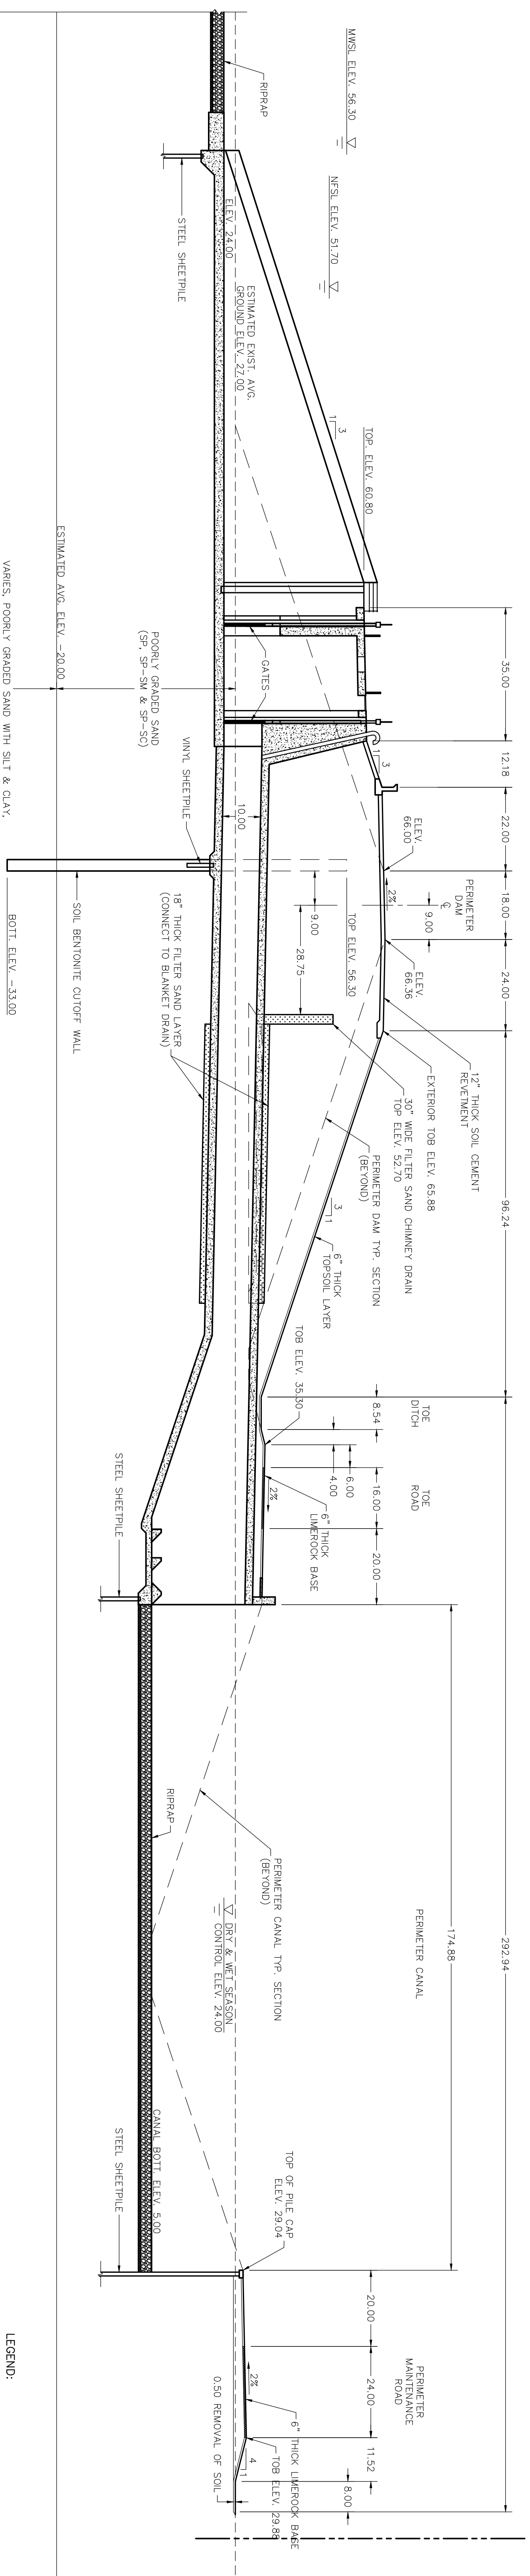 MWSL ELEV. 56.30
NFSL ELEV. 51.70
RIPRAP
STEEL SHEETPILE
ELEV. 24.00
ESTIMATED EXIST. AVG.
GROUND ELEV. 27.00
3
1
TOP. ELEV. 60.80
35.00
12.18
22.00
18.00
24.00
96.24
292.94
GATES
3
1
ELEV.
66.00
2%
PERIMETER
DAM
℄
9.00
ELEV.
66.36
12" THICK SOIL CEMENT
REVETMENT
EXTERIOR TOB ELEV. 65.88
30" WIDE FILTER SAND CHIMNEY DRAIN
TOP ELEV. 52.70
PERIMETER DAM TYP. SECTION
(BEYOND)
3
1
6" THICK
TOPSOIL LAYER
TOP ELEV. 56.30
9.00
28.75
10.00
VINYL SHEETPILE
18" THICK FILTER SAND LAYER
(CONNECT TO BLANKET DRAIN)
SOIL BENTONITE CUTOFF WALL
BOTT. ELEV. -33.00
POORLY GRADED SAND
(SP, SP-SM & SP-SC)
ESTIMATED AVG. ELEV. -20.00
VARIES, POORLY GRADED SAND WITH SILT & CLAY,
TOB ELEV. 35.30
TOE
DITCH
8.54
4.00
6.00
TOE
ROAD
16.00
20.00
2%
6" THICK
LIMEROCK BASE
STEEL SHEETPILE
174.88
PERIMETER CANAL
PERIMETER CANAL TYP. SECTION
(BEYOND)
RIPRAP
DRY & WET SEASON
CONTROL ELEV. 24.00
CANAL BOTT. ELEV. 5.00
STEEL SHEETPILE
TOP OF PILE CAP
ELEV. 29.04
20.00
24.00
11.52
8.00
PERIMETER
MAINTENANCE
ROAD
2%
6" THICK LIMEROCK BASE
TOB ELEV. 29.88
4
1
0.50 REMOVAL OF SOIL
LEGEND: